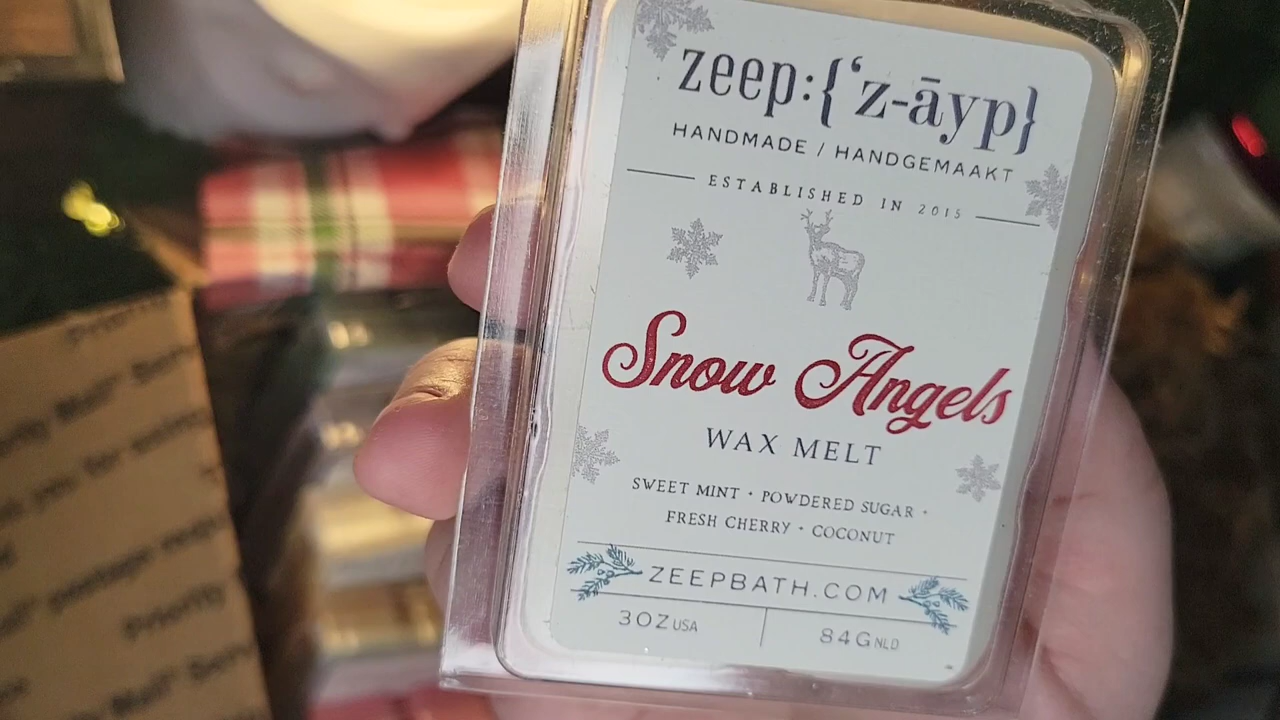 zeep:{'z-āyp}
HANDMADE / HANDGEMAAKT
ESTABLISHED IN 2015
Snow Angels
WAX MELT
SWEET MINT • POWDERED SUGAR •
FRESH CHERRY • COCONUT
ZEEPBATH.COM
3OZ USA
84G NLD
Priority